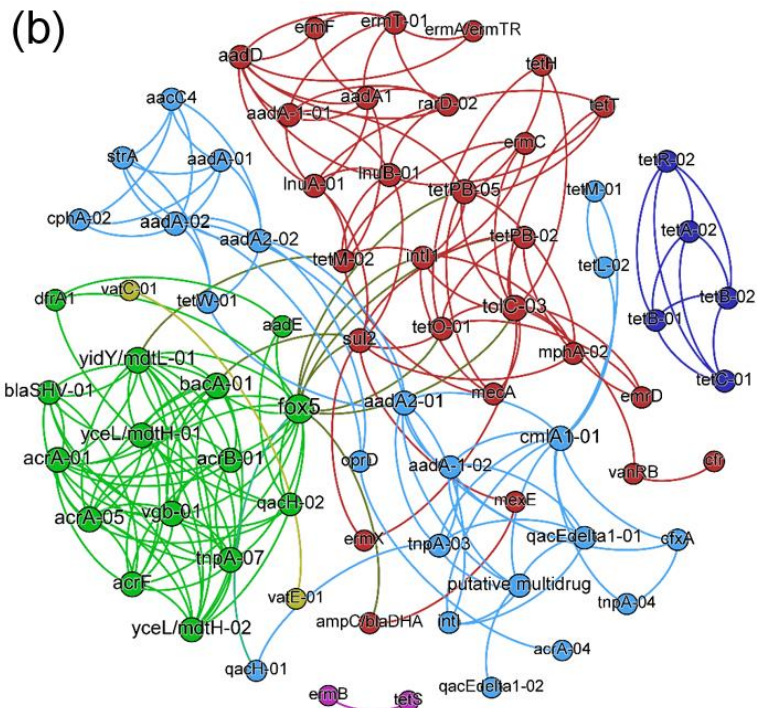 (b)
ermT-01
ermF
ermA/ermTR
aadD
tetH
aacC4
aadA1
rarD-02
tetT
aadA-1-01
ermC
strA
aadA-01
tetR-02
lnuB-01
lnuA-01
tetPB-05
tetM-01
cphA-02
aadA-02
tetA-02
aadA2-02
tetPB-02
intI1
tetM-02
tetL-02
vatC-01
dfrA1
tetW-01
tolC-03
tetB-02
tetB-01
aadE
tetO-01
sul2
mphA-02
yidY/mdtL-01
tetC-01
blaSHV-01
bacA-01
mecA
emrD
fox5
aadA2-01
yceL/mdtH-01
cmlA1-01
acrA-01
acrB-01
oprD
aadA-1-02
cfr
vanRB
qacH-02
mexE
acrA-05
vgb-01
ermX
tnpA-03
qacEdelta1-01
cfxA
tnpA-07
acrF
putative multidrug
vatE-01
tnpA-04
yceL/mdtH-02
ampC/blaDHA
intI
acrA-04
qacH-01
qacEdelta1-02
ermB
tetS